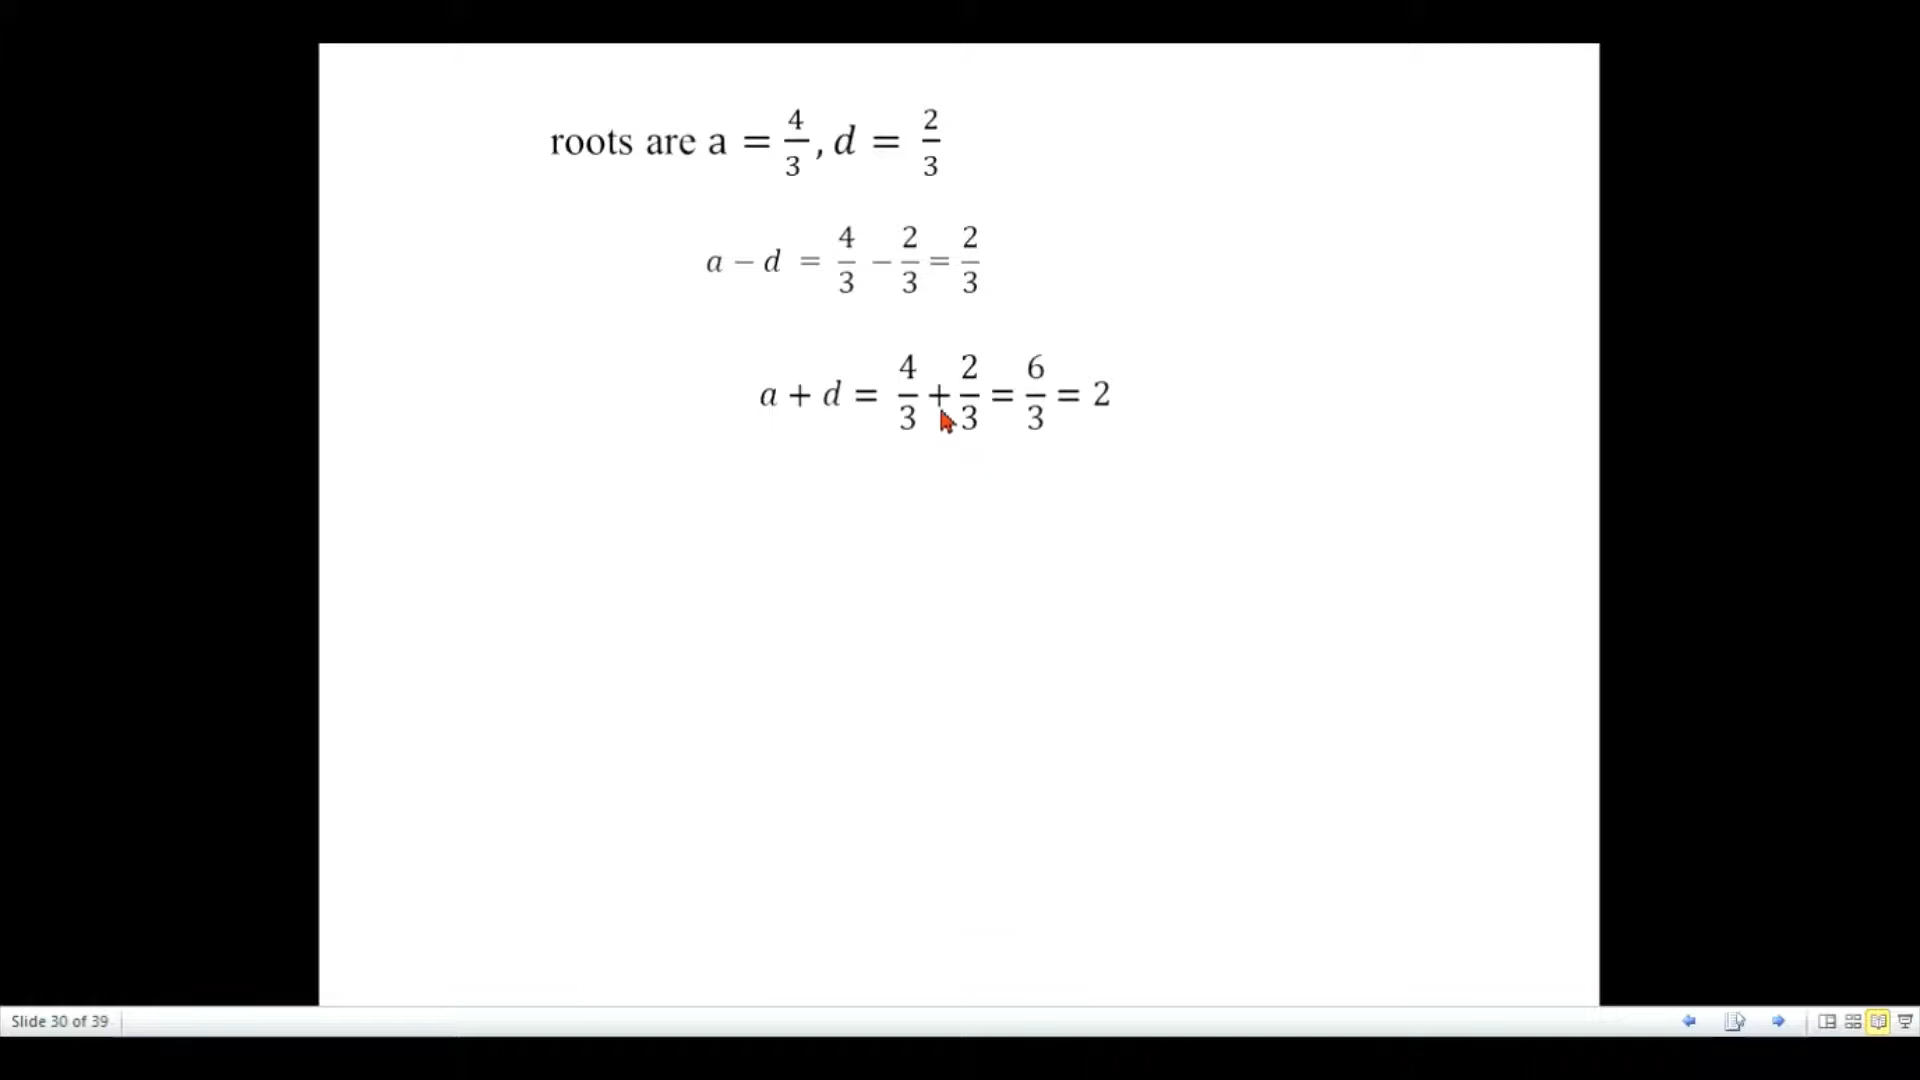 roots are a = 4/3 , d = 2/3
a − d = 4/3 − 2/3 = 2/3
a + d = 4/3 + 2/3 = 6/3 = 2
Slide 30 of 39